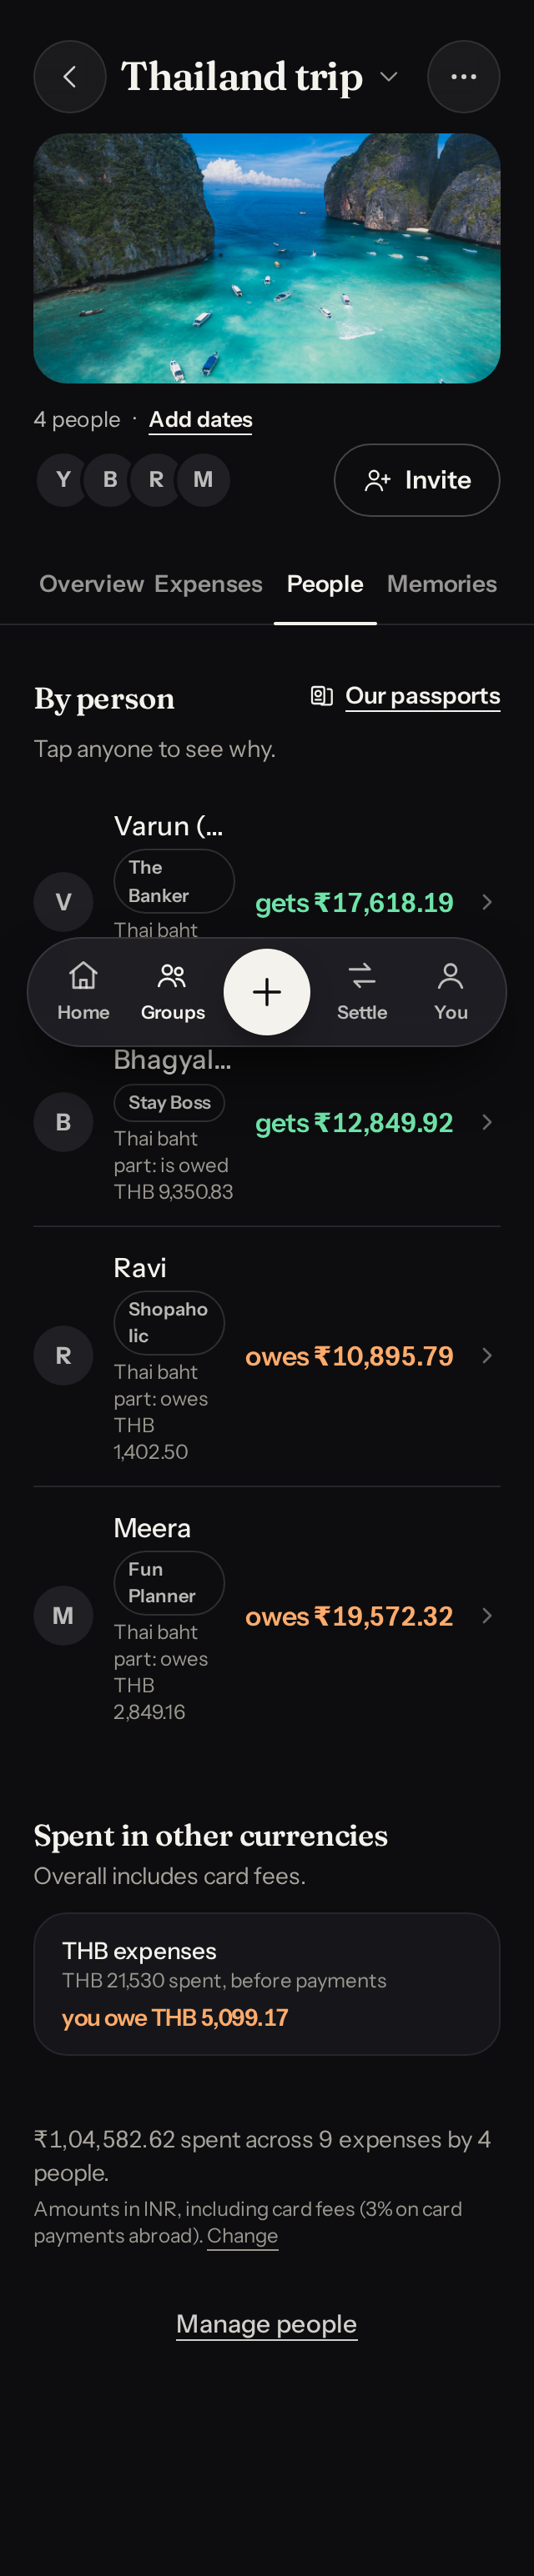 Thailand trip
4 people · Add dates
Y B R M
Invite
Overview Expenses People Memories
By person
Our passports
Tap anyone to see why.
V
Varun (...
The
Banker
Thai baht
gets ₹17,618.19
Home Groups Settle You
B
Bhagyal...
Stay Boss
Thai baht
part: is owed
THB 9,350.83
gets ₹12,849.92
R
Ravi
Shopaho
lic
Thai baht
part: owes
THB
1,402.50
owes ₹10,895.79
M
Meera
Fun
Planner
Thai baht
part: owes
THB
2,849.16
owes ₹19,572.32
Spent in other currencies
Overall includes card fees.
THB expenses
THB 21,530 spent, before payments
you owe THB 5,099.17
₹1,04,582.62 spent across 9 expenses by 4
people.
Amounts in INR, including card fees (3% on card
payments abroad). Change
Manage people